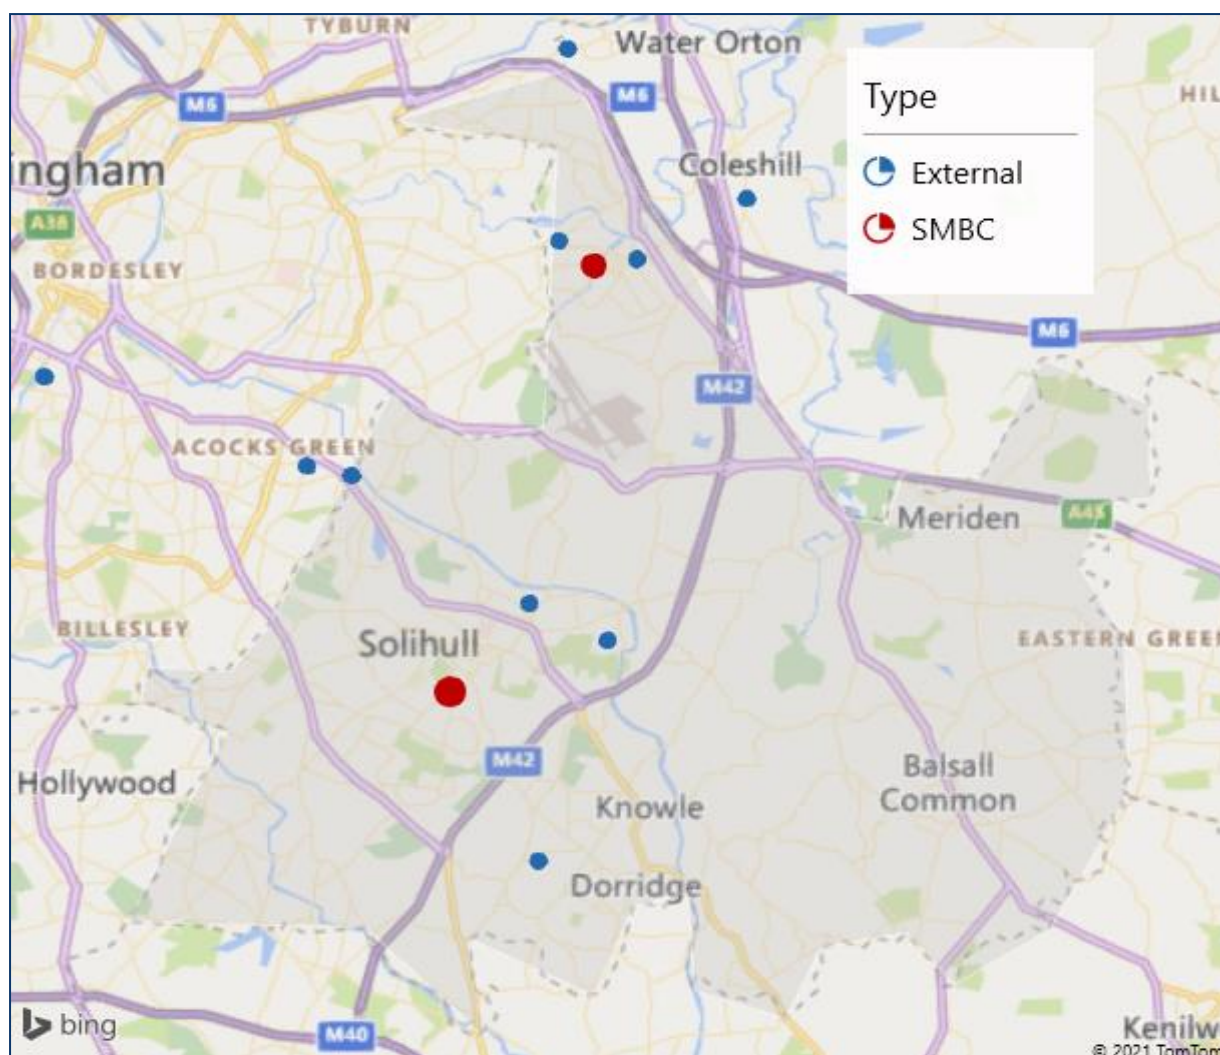 TYBURN
Water Orton
M6
M6
Type
HIL
External
SMBC
Coleshill
ingham
A38
BORDESLEY
M6
M42
ACOCKS GREEN
Meriden
A45
BILLESLEY
Solihull
EASTERN GREEN
M42
Hollywood
Knowle
Balsall
Common
Dorridge
bing
M40
Kenilw
© 2021 TomTom